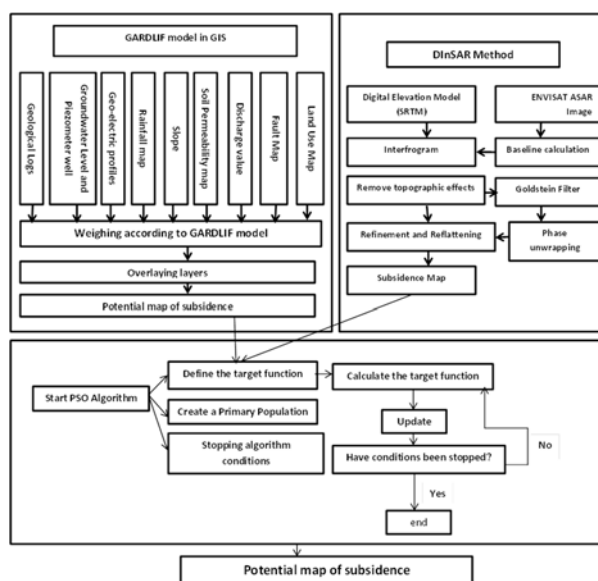 GARDLIF model in GIS
Geological Logs
Groundwater Level and
Piezometer well
Geo-electric profiles
Rainfall map
Slope
Soil Permeability map
Discharge value
Fault Map
Land Use Map
Weighing according to GARDLIF model
Overlaying layers
Potential map of subsidence
DInSAR Method
Digital Elevation Model
(SRTM)
ENVISAT ASAR
Image
Interfrogram
Baseline calculation
Remove topographic effects
Goldstein Filter
Refinement and Reflattening
Phase
unwrapping
Subsidence Map
Start PSO Algorithm
Define the target function
Calculate the target function
Create a Primary Population
Update
Stopping algorithm
conditions
Have conditions been stopped?
No
Yes
end
Potential map of subsidence